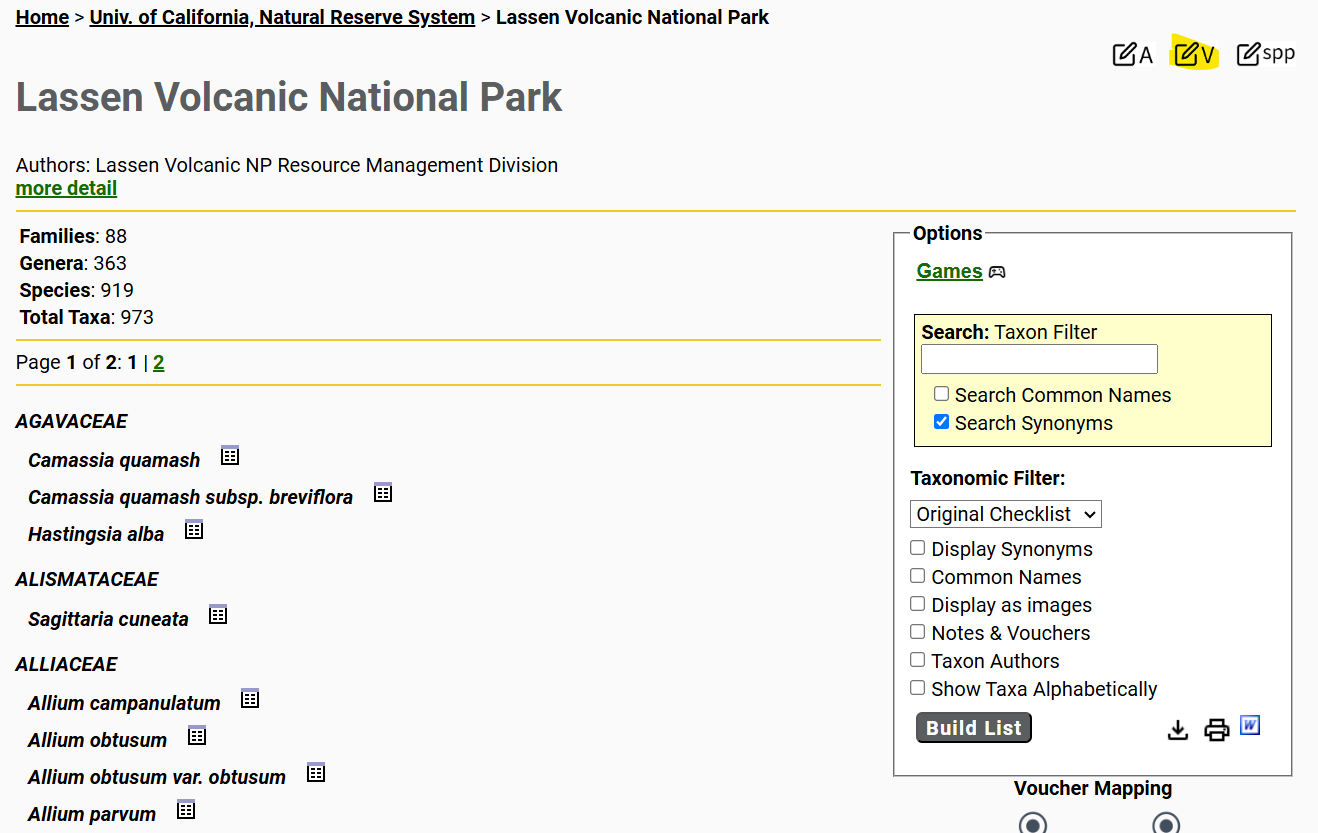 Home > Univ. of California, Natural Reserve System > Lassen Volcanic National Park
A V spp
Lassen Volcanic National Park
Authors: Lassen Volcanic NP Resource Management Division
more detail
Families: 88
Genera: 363
Species: 919
Total Taxa: 973
Page 1 of 2: 1 | 2
AGAVACEAE
Camassia quamash
Camassia quamash subsp. breviflora
Hastingsia alba
ALISMATACEAE
Sagittaria cuneata
ALLIACEAE
Allium campanulatum
Allium obtusum
Allium obtusum var. obtusum
Allium parvum
Options
Games
Search: Taxon Filter
Search Common Names
Search Synonyms
Taxonomic Filter:
Original Checklist
Display Synonyms
Common Names
Display as images
Notes & Vouchers
Taxon Authors
Show Taxa Alphabetically
Build List
W
Voucher Mapping